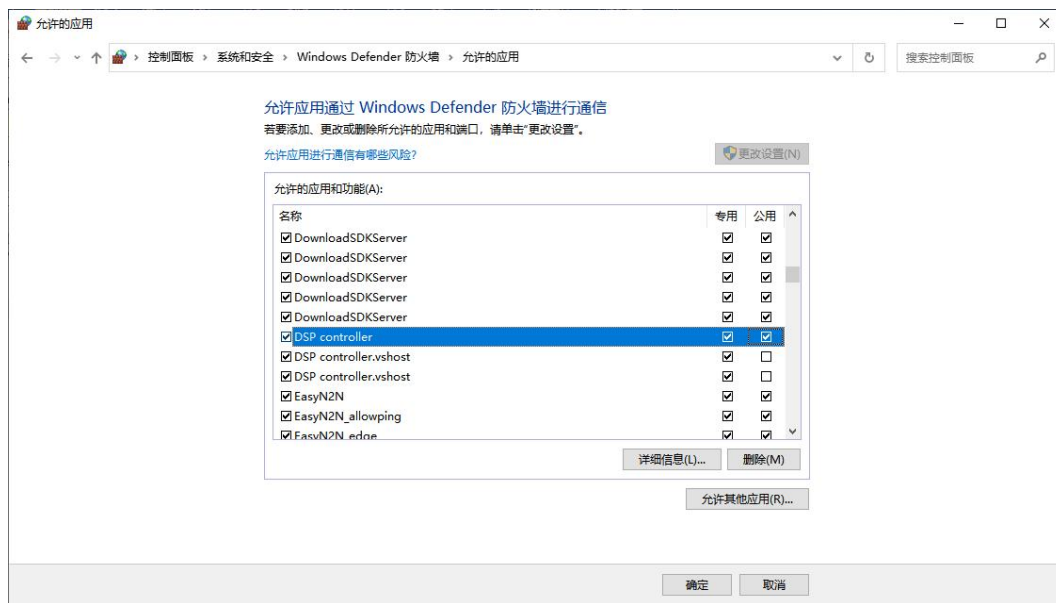 允许的应用
控制面板 › 系统和安全 › Windows Defender 防火墙 › 允许的应用
搜索控制面板
允许应用通过 Windows Defender 防火墙进行通信
若要添加、更改或删除所允许的应用和端口，请单击"更改设置"。
允许应用进行通信有哪些风险?
更改设置(N)
允许的应用和功能(A):
名称 专用 公用
DownloadSDKServer
DownloadSDKServer
DownloadSDKServer
DownloadSDKServer
DownloadSDKServer
DSP controller
DSP controller.vshost
DSP controller.vshost
EasyN2N
EasyN2N_allowping
EasyN2N_edge
详细信息(L)... 删除(M)
允许其他应用(R)...
确定 取消